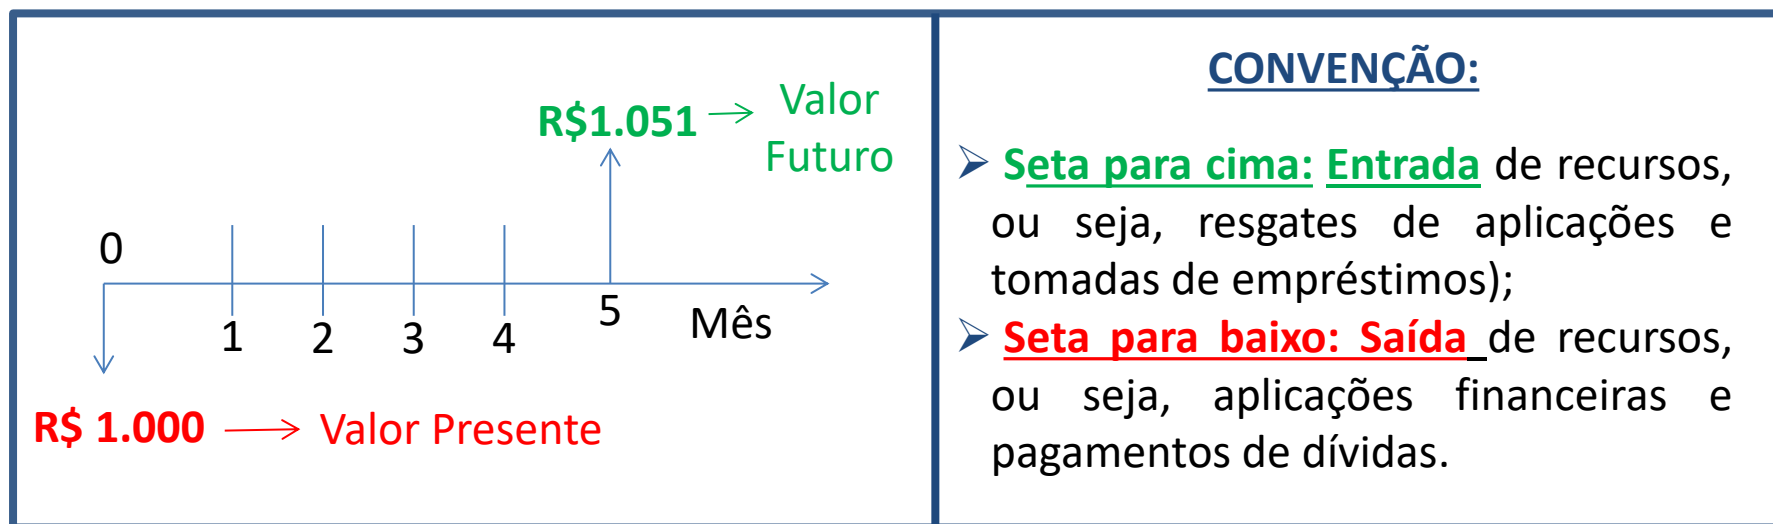 R$1.051
Valor
Futuro
0
1
2
3
4
5
Mês
R$ 1.000
Valor Presente
CONVENÇÃO:
Seta para cima: Entrada de recursos,
ou seja, resgates de aplicações e
tomadas de empréstimos);
Seta para baixo: Saída de recursos,
ou seja, aplicações financeiras e
pagamentos de dívidas.